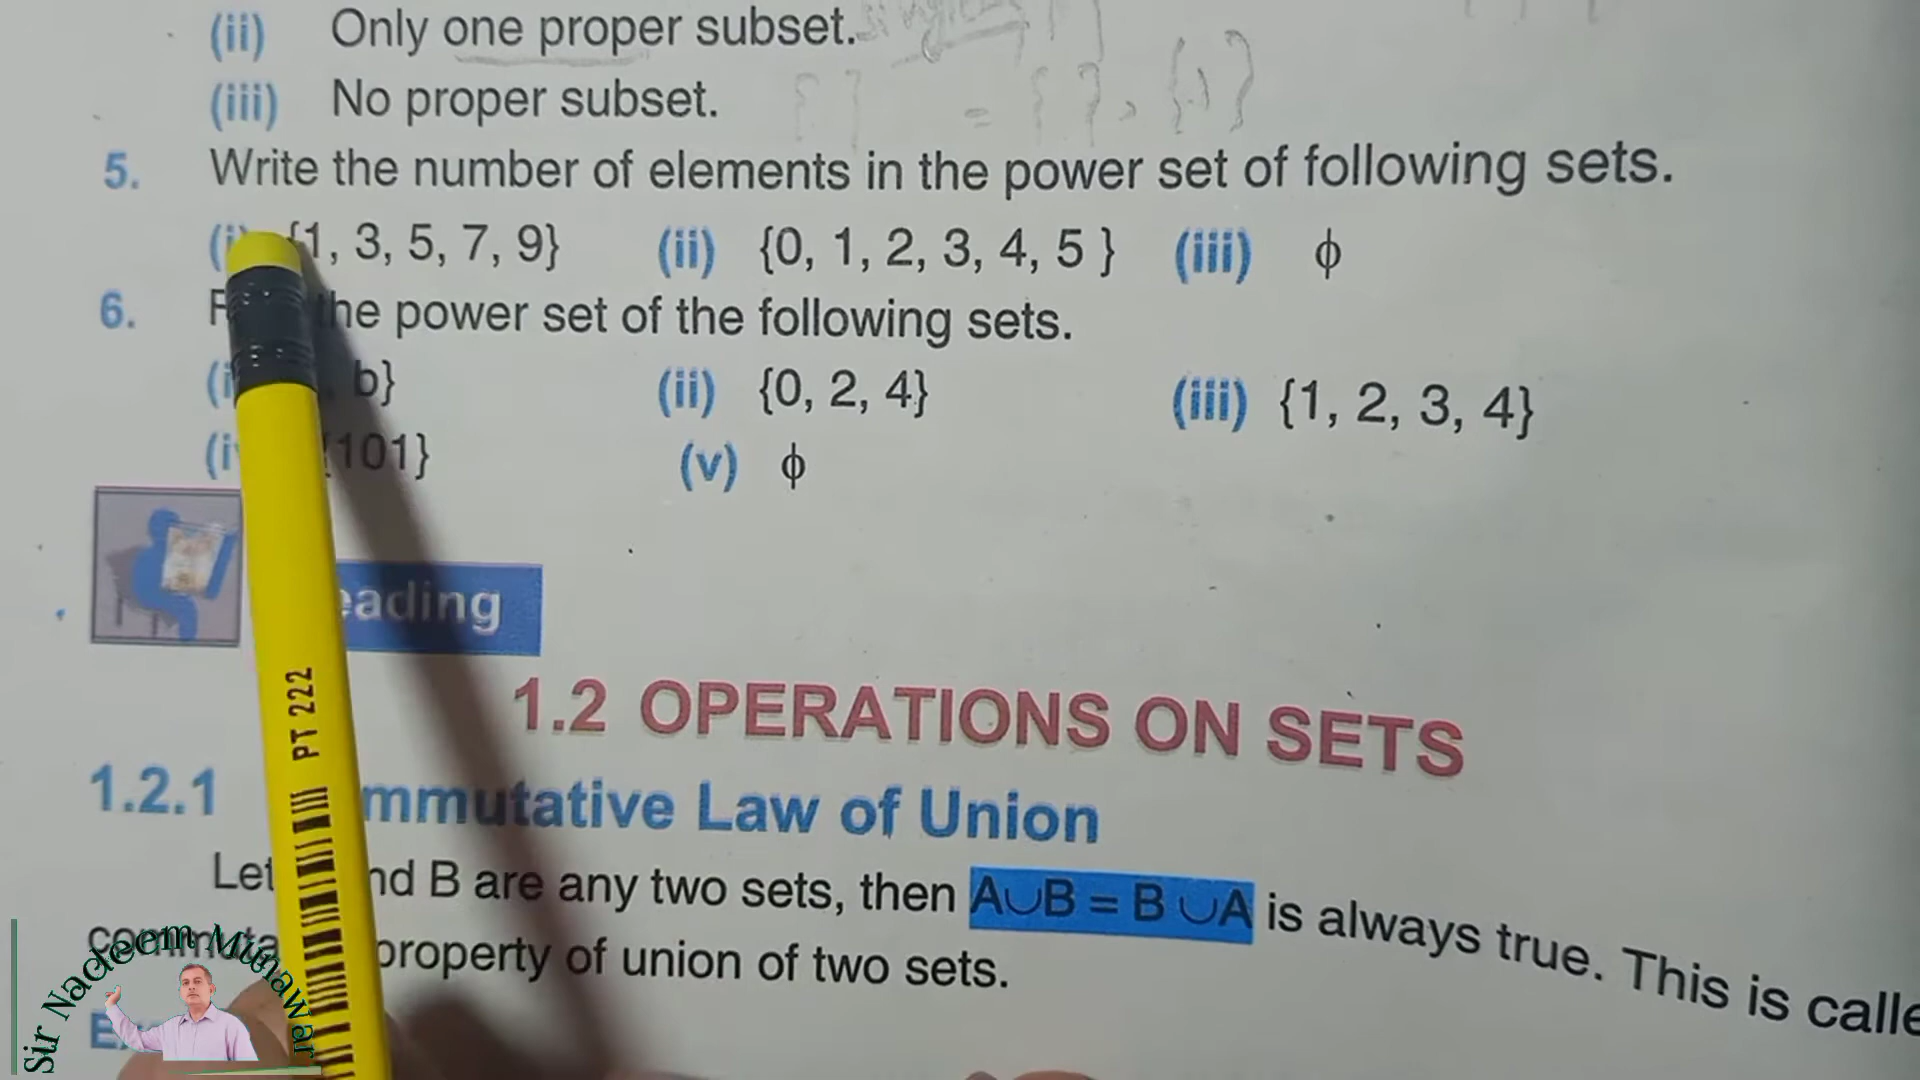 (ii) Only one proper subset.
(iii) No proper subset.
5. Write the number of elements in the power set of following sets.
(i) {1, 3, 5, 7, 9} (ii) {0, 1, 2, 3, 4, 5 } (iii) ϕ
6. the power set of the following sets.
b} (ii) {0, 2, 4} (iii) {1, 2, 3, 4}
{101} (v) ϕ
eading
1.2 OPERATIONS ON SETS
1.2.1 mmutative Law of Union
Let nd B are any two sets, then A∪B = B ∪A is always true. This is calle
commuta property of union of two sets.
PT 222
Sir Nadeem Munawar